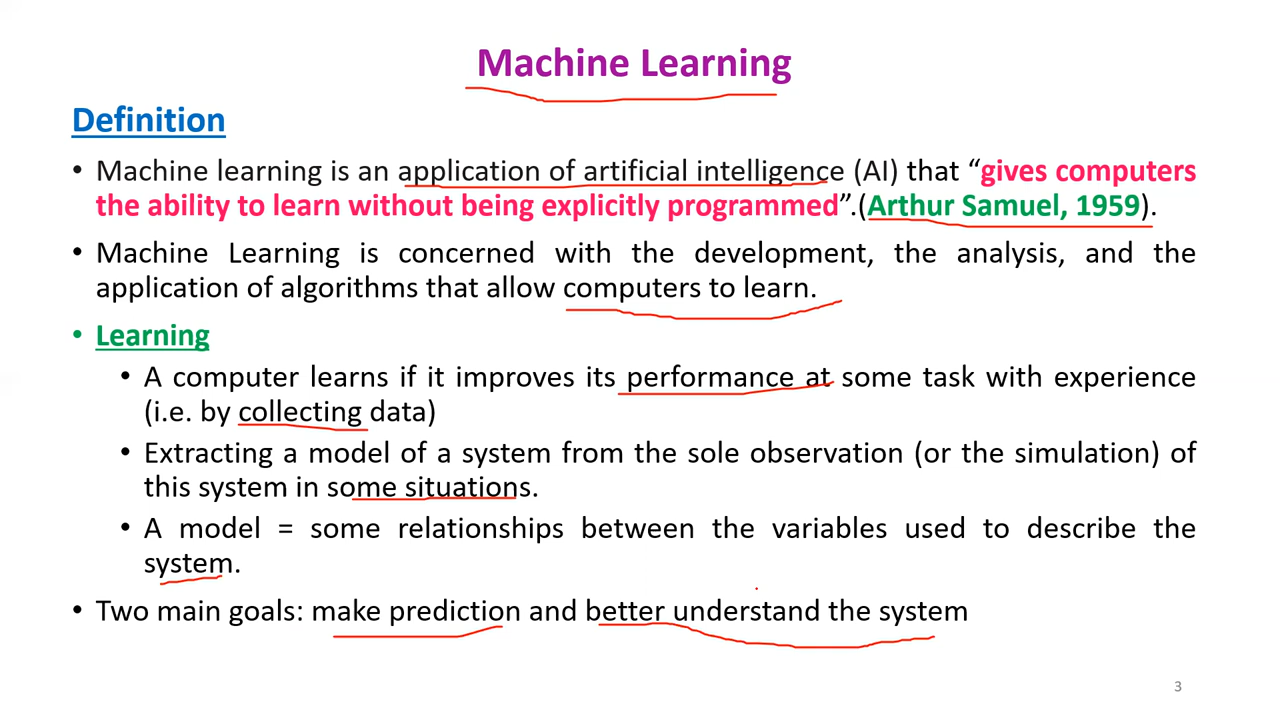 Machine Learning
Definition
• Machine learning is an application of artificial intelligence (AI) that “gives computers
the ability to learn without being explicitly programmed”.(Arthur Samuel, 1959).
• Machine Learning is concerned with the development, the analysis, and the
application of algorithms that allow computers to learn.
• Learning
• A computer learns if it improves its performance at some task with experience
(i.e. by collecting data)
• Extracting a model of a system from the sole observation (or the simulation) of
this system in some situations.
• A model = some relationships between the variables used to describe the
system.
• Two main goals: make prediction and better understand the system
3